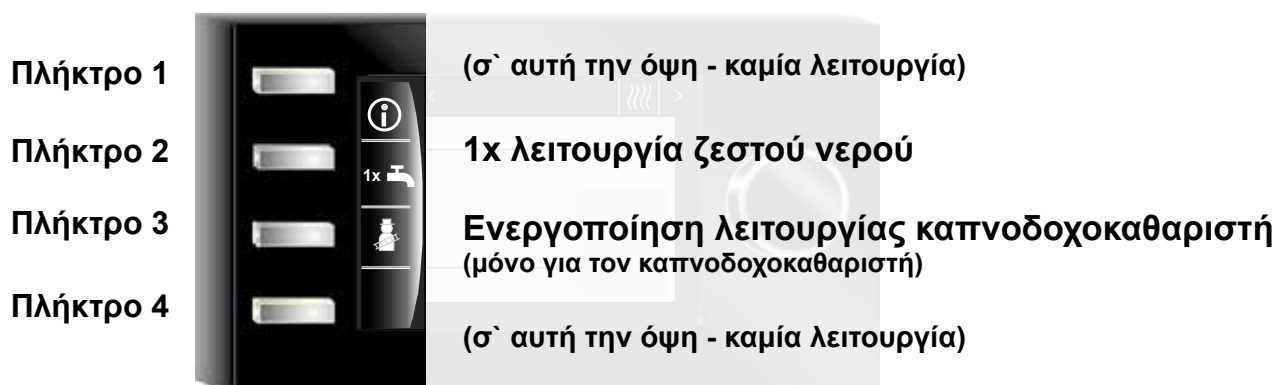 Πλήκτρο 1
(σ` αυτή την όψη - καμία λειτουργία)
Πλήκτρο 2
1x
1x λειτουργία ζεστού νερού
Πλήκτρο 3
Ενεργοποίηση λειτουργίας καπνοδοχοκαθαριστή
(μόνο για τον καπνοδοχοκαθαριστή)
Πλήκτρο 4
(σ` αυτή την όψη - καμία λειτουργία)